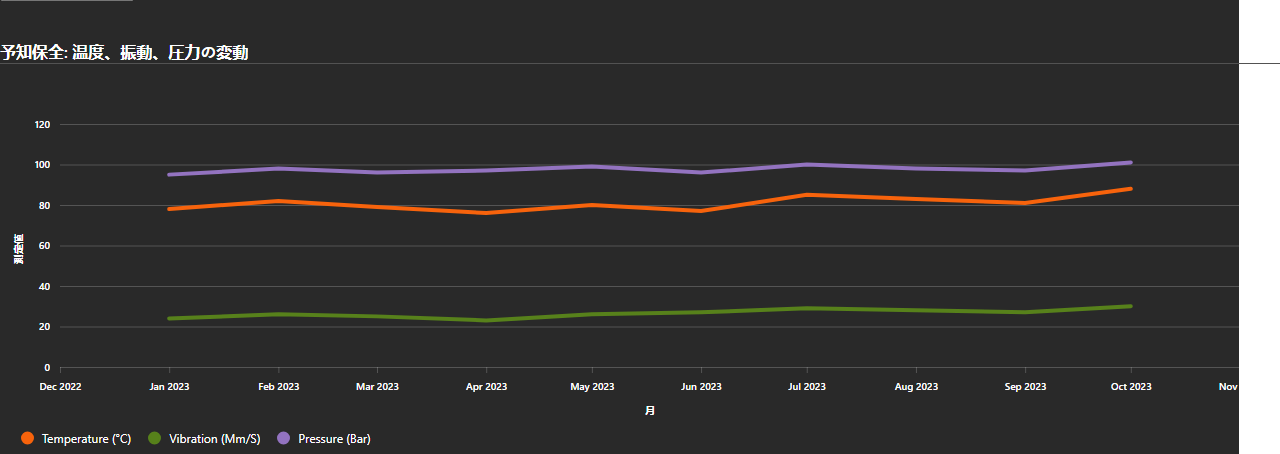 予知保全: 温度、振動、圧力の変動
120
100
80
60
40
20
0
測定値
Dec 2022 Jan 2023 Feb 2023 Mar 2023 Apr 2023 May 2023 Jun 2023 Jul 2023 Aug 2023 Sep 2023 Oct 2023 Nov
月
Temperature (°C) Vibration (Mm/S) Pressure (Bar)